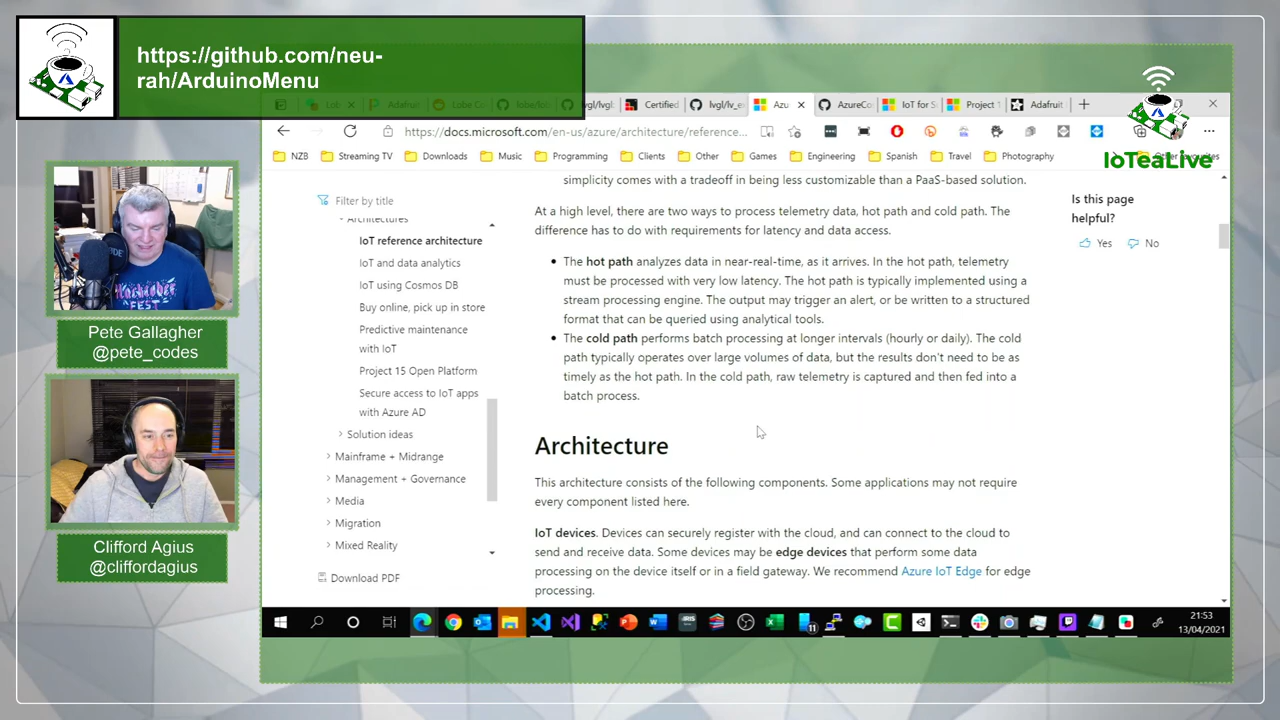 https://github.com/neu-
rah/ArduinoMenu
Pete Gallagher
@pete_codes
Clifford Agius
@cliffordagius
IoTeaLive
Lob
Adafrui
Lobe C
lobe/lo
lvgl/lvgl
Certified
lvgl/lv_e
Azu
AzureCo
IoT for S
Project 1
Adafruit
https://docs.microsoft.com/en-us/azure/architecture/reference...
NZB
Streaming TV
Downloads
Music
Programming
Clients
Other
Games
Engineering
Spanish
Travel
Photography
Other favourites
Filter by title
Architectures
IoT reference architecture
IoT and data analytics
IoT using Cosmos DB
Buy online, pick up in store
Predictive maintenance
with IoT
Project 15 Open Platform
Secure access to IoT apps
with Azure AD
Solution ideas
Mainframe + Midrange
Management + Governance
Media
Migration
Mixed Reality
Download PDF
simplicity comes with a tradeoff in being less customizable than a PaaS-based solution.
At a high level, there are two ways to process telemetry data, hot path and cold path. The
difference has to do with requirements for latency and data access.
The hot path analyzes data in near-real-time, as it arrives. In the hot path, telemetry
must be processed with very low latency. The hot path is typically implemented using a
stream processing engine. The output may trigger an alert, or be written to a structured
format that can be queried using analytical tools.
The cold path performs batch processing at longer intervals (hourly or daily). The cold
path typically operates over large volumes of data, but the results don't need to be as
timely as the hot path. In the cold path, raw telemetry is captured and then fed into a
batch process.
Architecture
This architecture consists of the following components. Some applications may not require
every component listed here.
IoT devices. Devices can securely register with the cloud, and can connect to the cloud to
send and receive data. Some devices may be edge devices that perform some data
processing on the device itself or in a field gateway. We recommend Azure IoT Edge for edge
processing.
Is this page
helpful?
Yes
No
11
21:53
13/04/2021